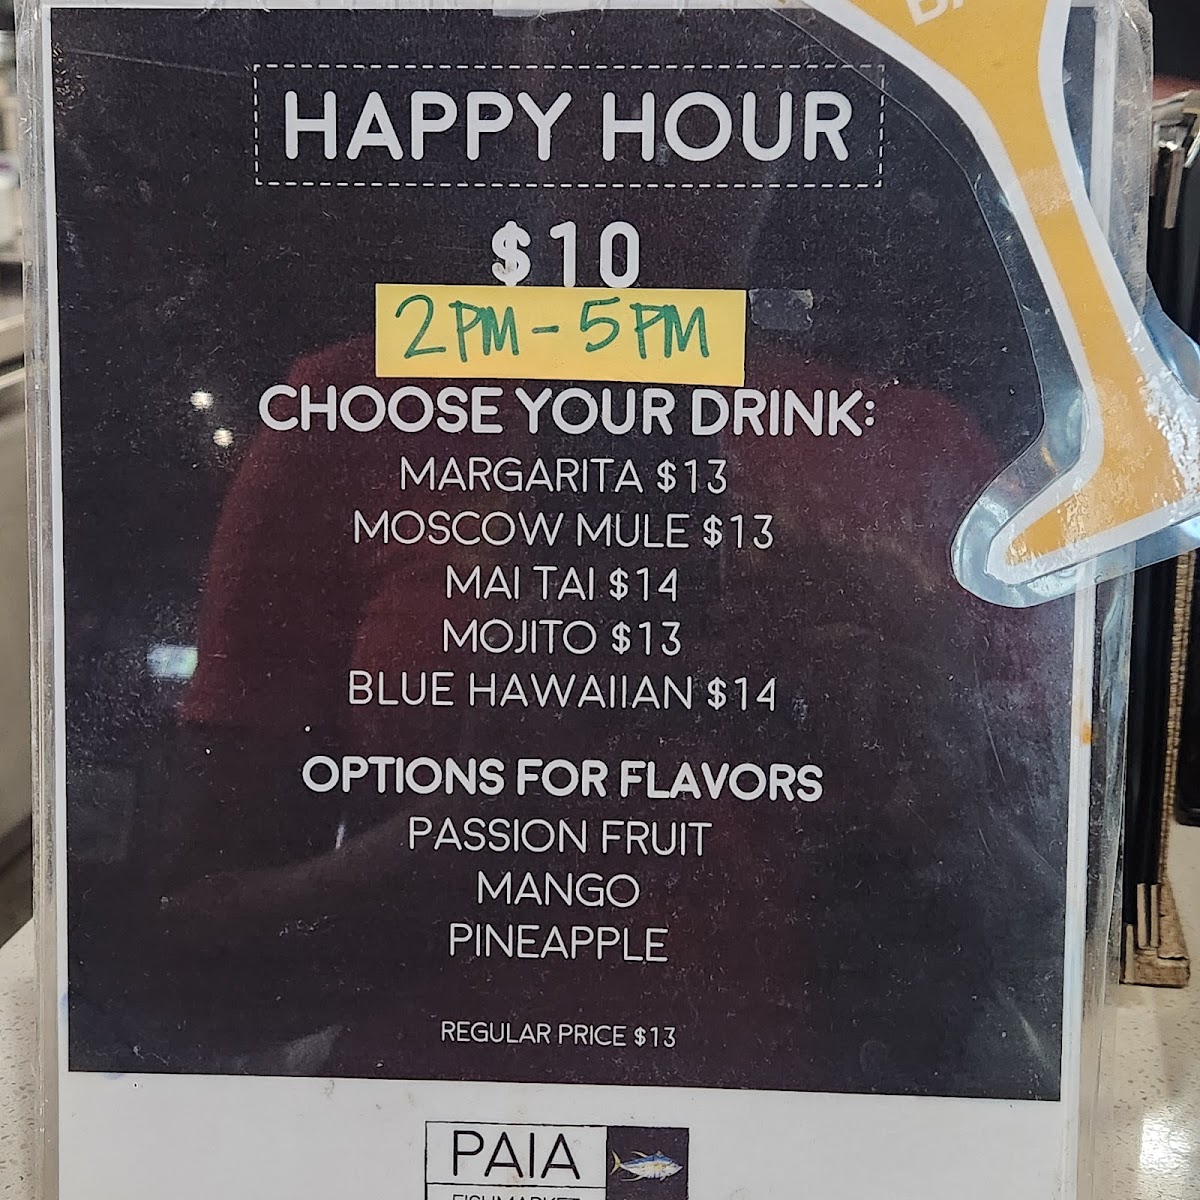 HAPPY HOUR
$10
2PM-5PM
CHOOSE YOUR DRINK:
MARGARITA $13
MOSCOW MULE $13
MAI TAI $14
MOJITO $13
BLUE HAWAIIAN $14
OPTIONS FOR FLAVORS
PASSION FRUIT
MANGO
PINEAPPLE
REGULAR PRICE $13
PAIA
FISHMARKET